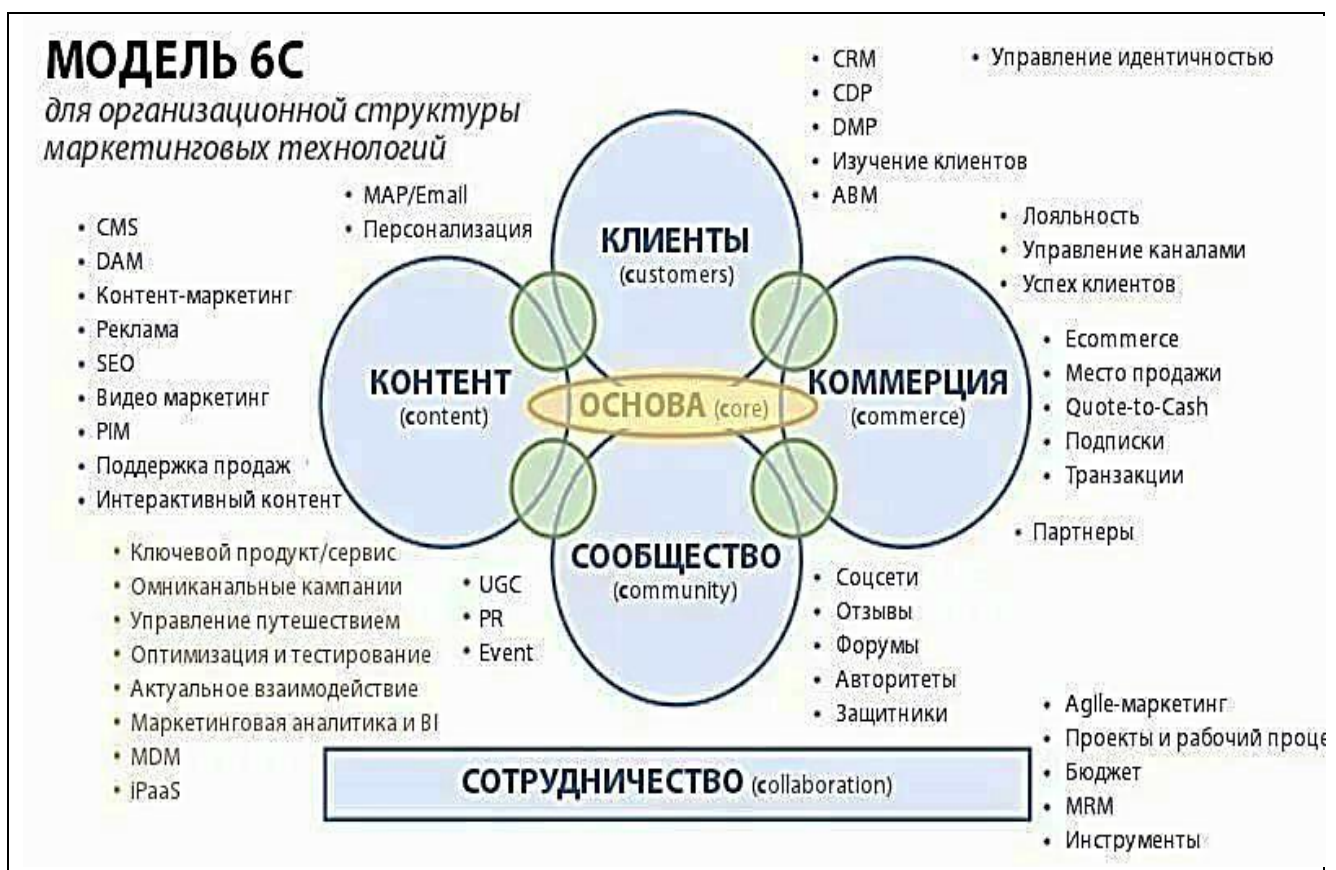 МОДЕЛЬ 6С
для организационной структуры
маркетинговых технологий
• CRM
• CDP
• DMP
• Изучение клиентов
• ABM
• Управление идентичностью
• MAP/Email
• Персонализация
• CMS
• DAM
• Контент-маркетинг
• Реклама
• SEO
• Видео маркетинг
• PIM
• Поддержка продаж
• Интерактивный контент
КЛИЕНТЫ
(customers)
• Лояльность
• Управление каналами
• Успех клиентов
КОНТЕНТ
(content)
ОСНОВА (core)
КОММЕРЦИЯ
(commerce)
• Ecommerce
• Место продажи
• Quote-to-Cash
• Подписки
• Транзакции
• Партнеры
СООБЩЕСТВО
(community)
• Ключевой продукт/сервис
• Омниканальные кампании
• Управление путешествием
• Оптимизация и тестирование
• Актуальное взаимодействие
• Маркетинговая аналитика и BI
• MDM
• iPaaS
• UGC
• PR
• Event
• Соцсети
• Отзывы
• Форумы
• Авторитеты
• Защитники
СОТРУДНИЧЕСТВО (collaboration)
• Agile-маркетинг
• Проекты и рабочий проце
• Бюджет
• MRM
• Инструменты